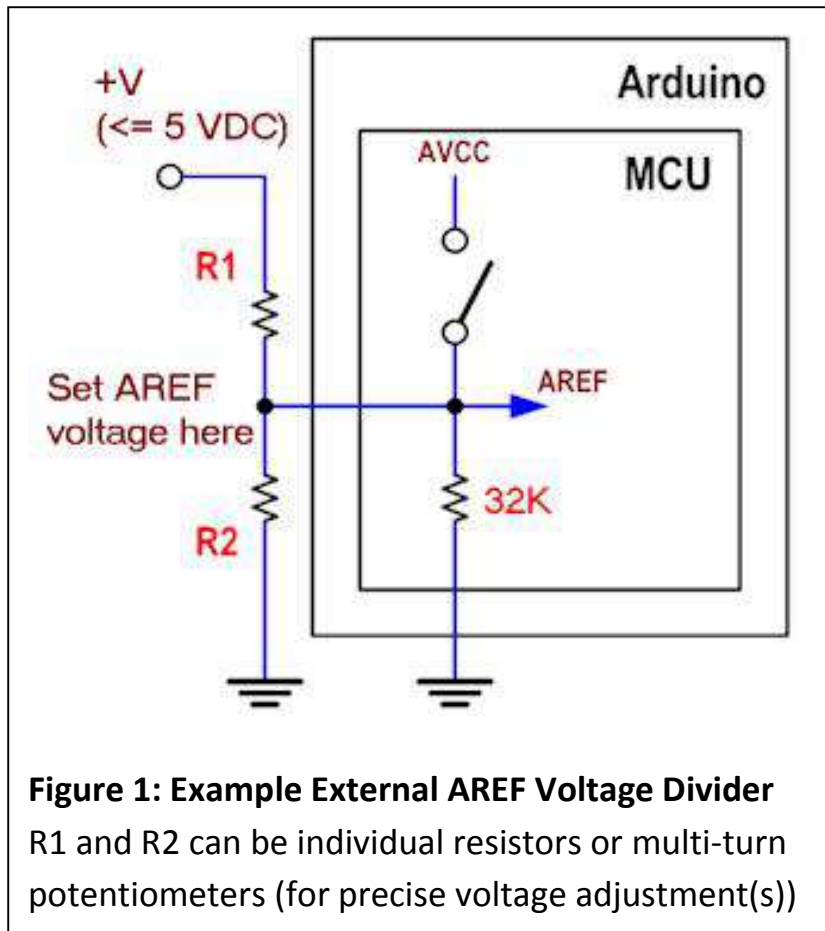 Arduino
+V
(<= 5 VDC)
AVCC
MCU
R1
Set AREF
voltage here
AREF
R2
32K
Figure 1: Example External AREF Voltage Divider
R1 and R2 can be individual resistors or multi-turn
potentiometers (for precise voltage adjustment(s))